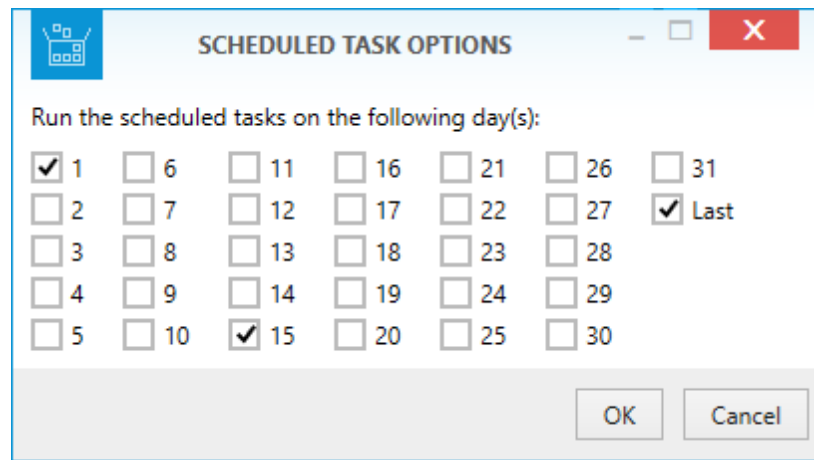 SCHEDULED TASK OPTIONS
Run the scheduled tasks on the following day(s):
1 6 11 16 21 26 31
2 7 12 17 22 27 Last
3 8 13 18 23 28
4 9 14 19 24 29
5 10 15 20 25 30
OK Cancel